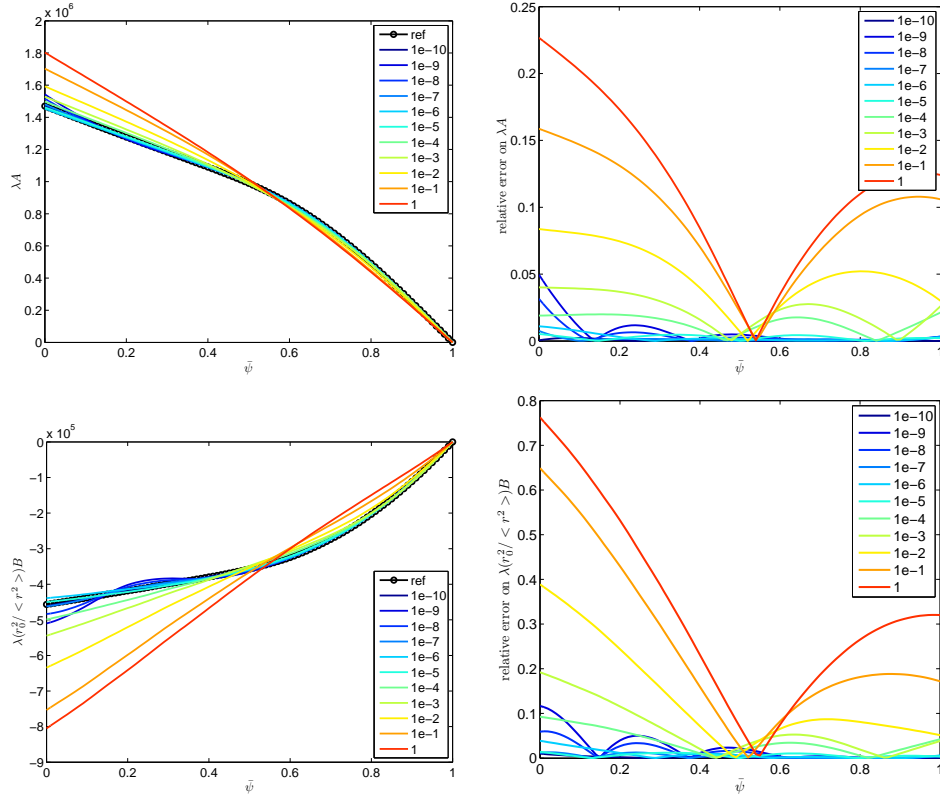 x 10^6
2
1.8
1.6
1.4
1.2
1
0.8
0.6
0.4
0.2
0
λA
0 0.2 0.4 0.6 0.8 1
ψ̄
ref
1e−10
1e−9
1e−8
1e−7
1e−6
1e−5
1e−4
1e−3
1e−2
1e−1
1
0.25
0.2
0.15
0.1
0.05
0
relative error on λA
0 0.2 0.4 0.6 0.8 1
ψ̄
1e−10
1e−9
1e−8
1e−7
1e−6
1e−5
1e−4
1e−3
1e−2
1e−1
1
x 10^5
0
−1
−2
−3
−4
−5
−6
−7
−8
−9
λ(r_0^2/ < r^2 >)B
0 0.2 0.4 0.6 0.8 1
ψ̄
ref
1e−10
1e−9
1e−8
1e−7
1e−6
1e−5
1e−4
1e−3
1e−2
1e−1
1
0.8
0.7
0.6
0.5
0.4
0.3
0.2
0.1
0
relative error on λ(r_0^2/ < r^2 >)B
0 0.2 0.4 0.6 0.8 1
ψ̄
1e−10
1e−9
1e−8
1e−7
1e−6
1e−5
1e−4
1e−3
1e−2
1e−1
1